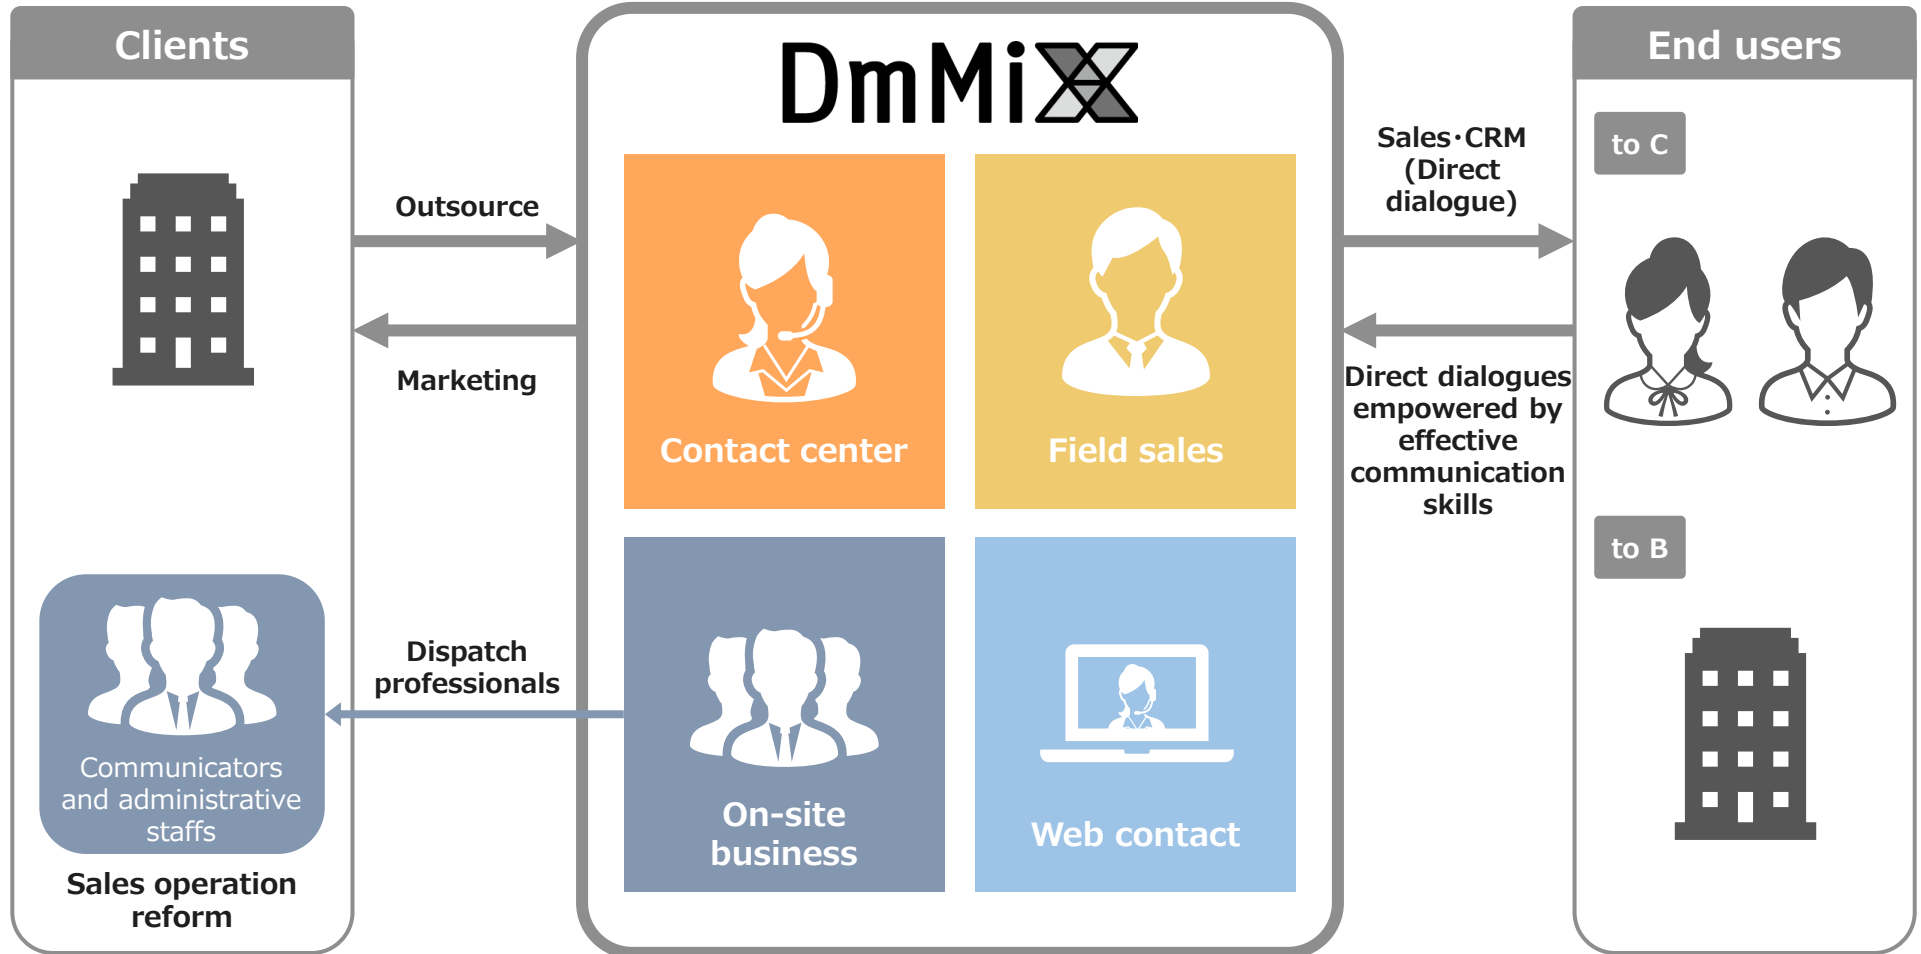 Clients
Outsource
Marketing
Dispatch
professionals
Communicators
and administrative
staffs
Sales operation
reform
DmMiX
Contact center
Field sales
On-site
business
Web contact
Sales・CRM
(Direct
dialogue)
Direct dialogues
empowered by
effective
communication
skills
End users
to C
to B